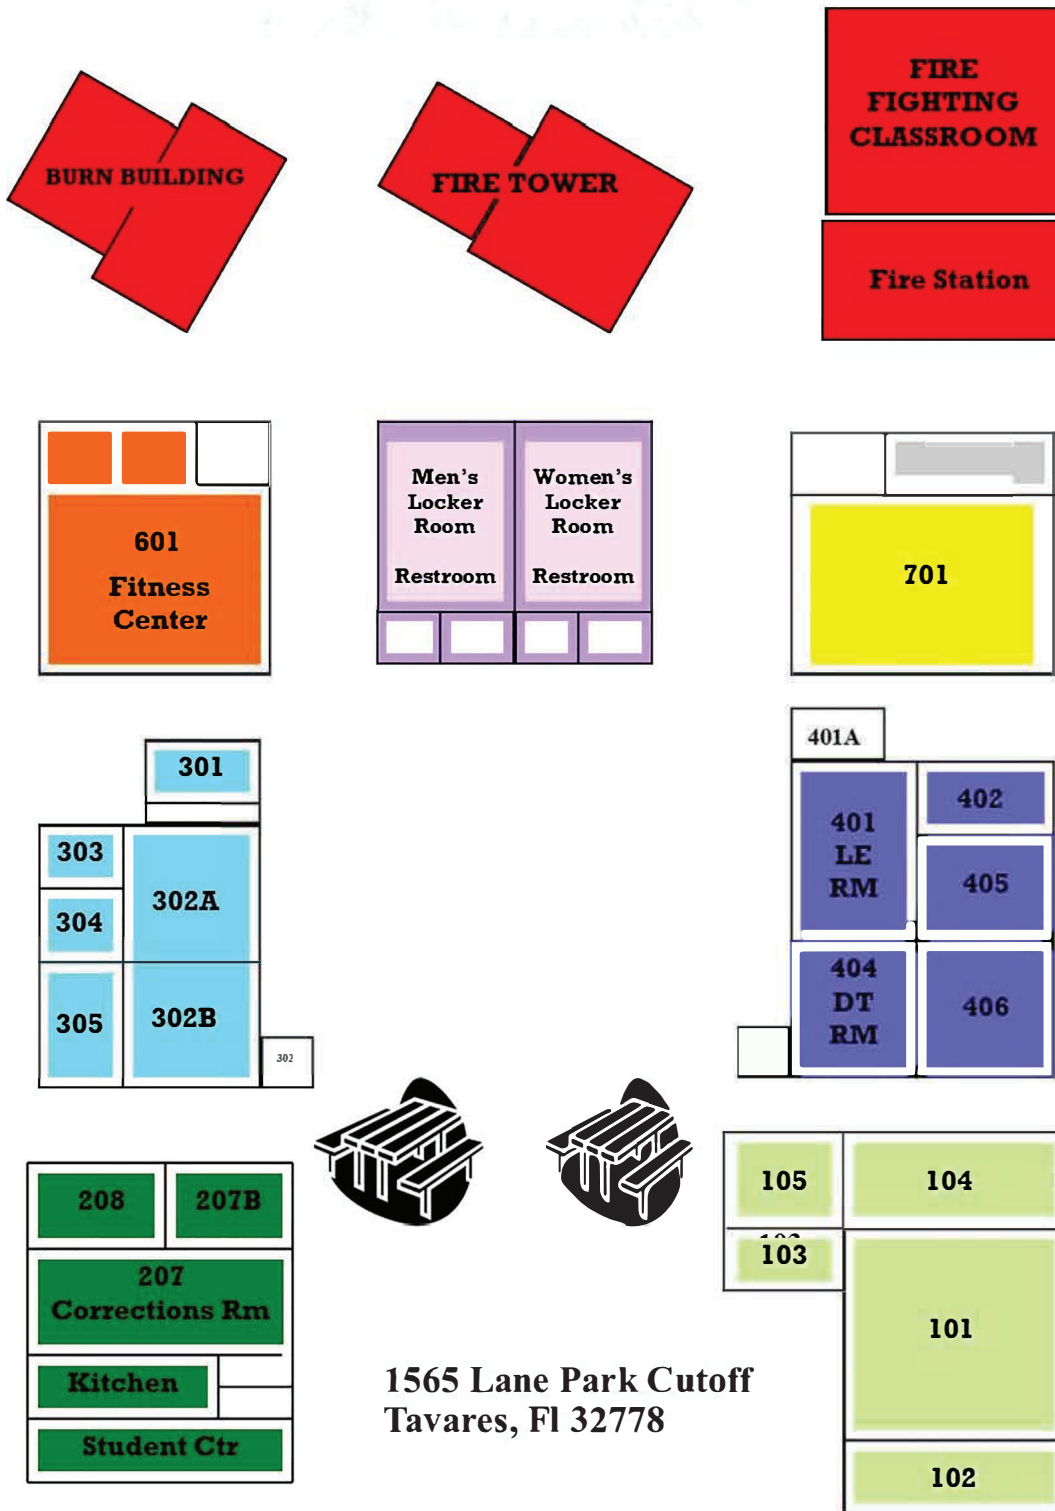 BURN BUILDING
FIRE TOWER
FIRE
FIGHTING
CLASSROOM
Fire Station
601
Fitness
Center
Men's
Locker
Room
Restroom
Women's
Locker
Room
Restroom
701
301
303
304
302A
305
302B
302
401A
401
LE
RM
402
405
404
DT
RM
406
208
207B
207
Corrections Rm
Kitchen
Student Ctr
105
104
103
101
102
1565 Lane Park Cutoff
Tavares, Fl 32778